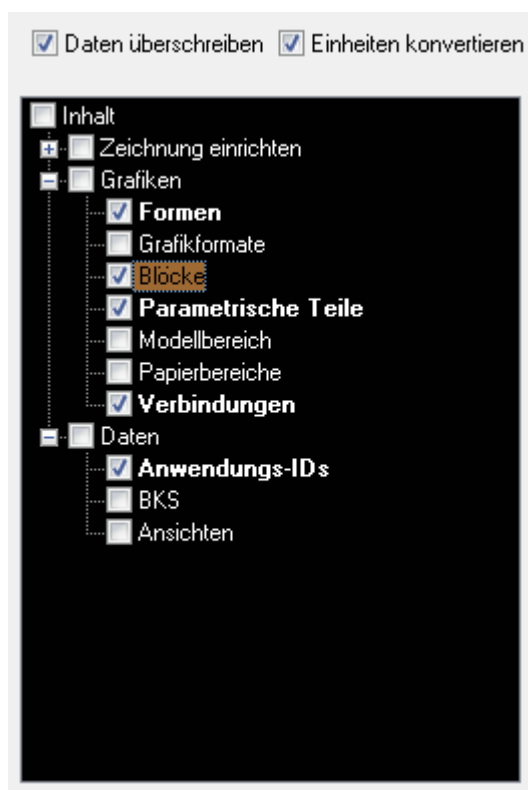 Daten überschreiben Einheiten konvertieren
Inhalt
Zeichnung einrichten
Grafiken
Formen
Grafikformate
Blöcke
Parametrische Teile
Modellbereich
Papierbereiche
Verbindungen
Daten
Anwendungs-IDs
BKS
Ansichten